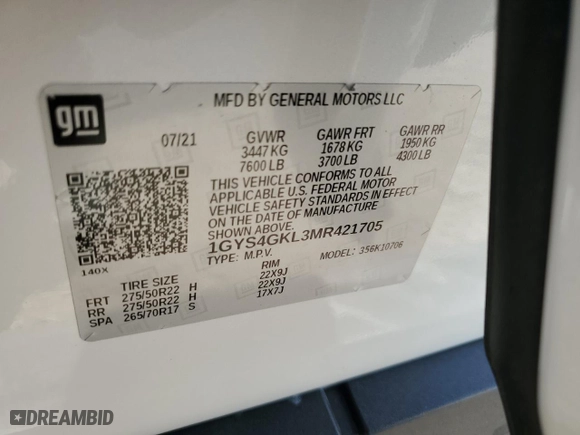 gm
MFD BY GENERAL MOTORS LLC
07/21 GVWR GAWR FRT GAWR RR
3447 KG 1678 KG 1950 KG
7600 LB 3700 LB 4300 LB
THIS VEHICLE CONFORMS TO ALL
APPLICABLE U.S. FEDERAL MOTOR
VEHICLE SAFETY STANDARDS IN EFFECT
ON THE DATE OF MANUFACTURE
SHOWN ABOVE.
1GYS4GKL3MR421705
TYPE: M.P.V. MODEL: 356K10706
140X
TIRE SIZE RIM
FRT 275/50R22 H 22X9J
RR 275/50R22 H 22X9J
SPA 265/70R17 S 17X7J
DREAMBID